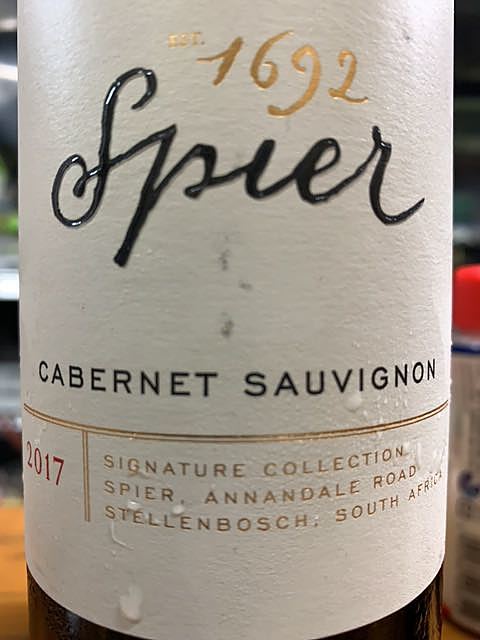 EST. 1692
Spier
CABERNET SAUVIGNON
2017
SIGNATURE COLLECTION
SPIER, ANNANDALE ROAD
STELLENBOSCH, SOUTH AFRICA